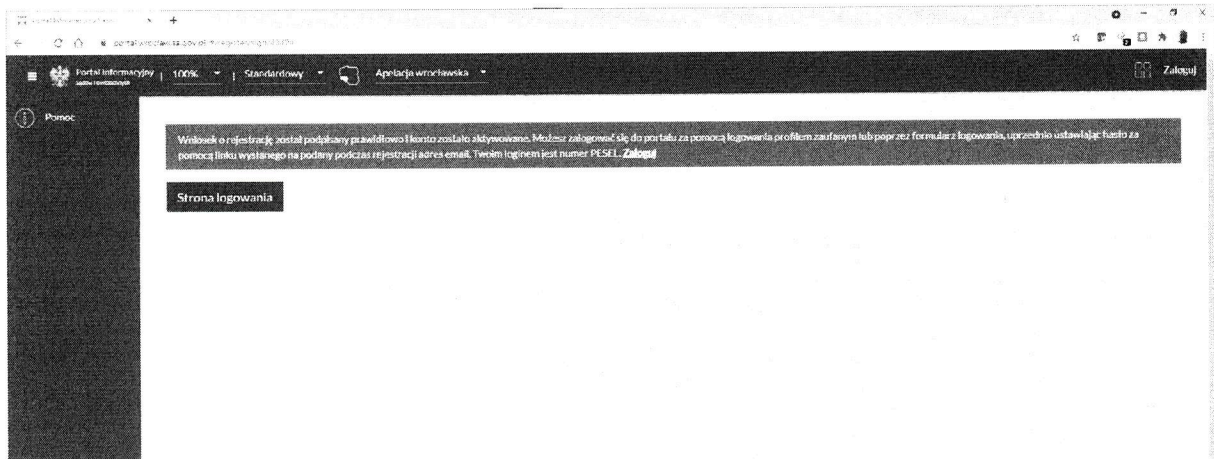 Portal Informacyjny | 100% | Standardowy Apelacja wrocławska Zaloguj
Pomoc
Wniosek o rejestrację został podpisany prawidłowo i konto zostało aktywowane. Możesz zalogować się do portalu za pomocą logowania profilem zaufanym lub poprzez formularz logowania, uprzednio ustawiając hasło za
pomocą linku wysłanego na podany podczas rejestracji adres email. Twoim loginem jest numer PESEL. Zaloguj
Strona logowania